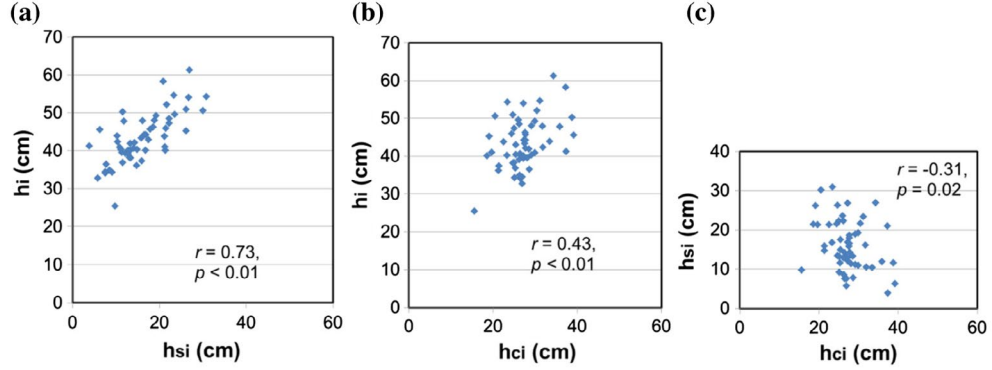 (a)
70
60
50
40
30
20
10
0
hi (cm)
r = 0.73,
p < 0.01
0 20 40 60
hsi (cm)
(b)
70
60
50
40
30
20
10
0
hi (cm)
r = 0.43,
p < 0.01
0 20 40 60
hci (cm)
(c)
40
30
20
10
0
hsi (cm)
r = -0.31,
p = 0.02
0 20 40 60
hci (cm)